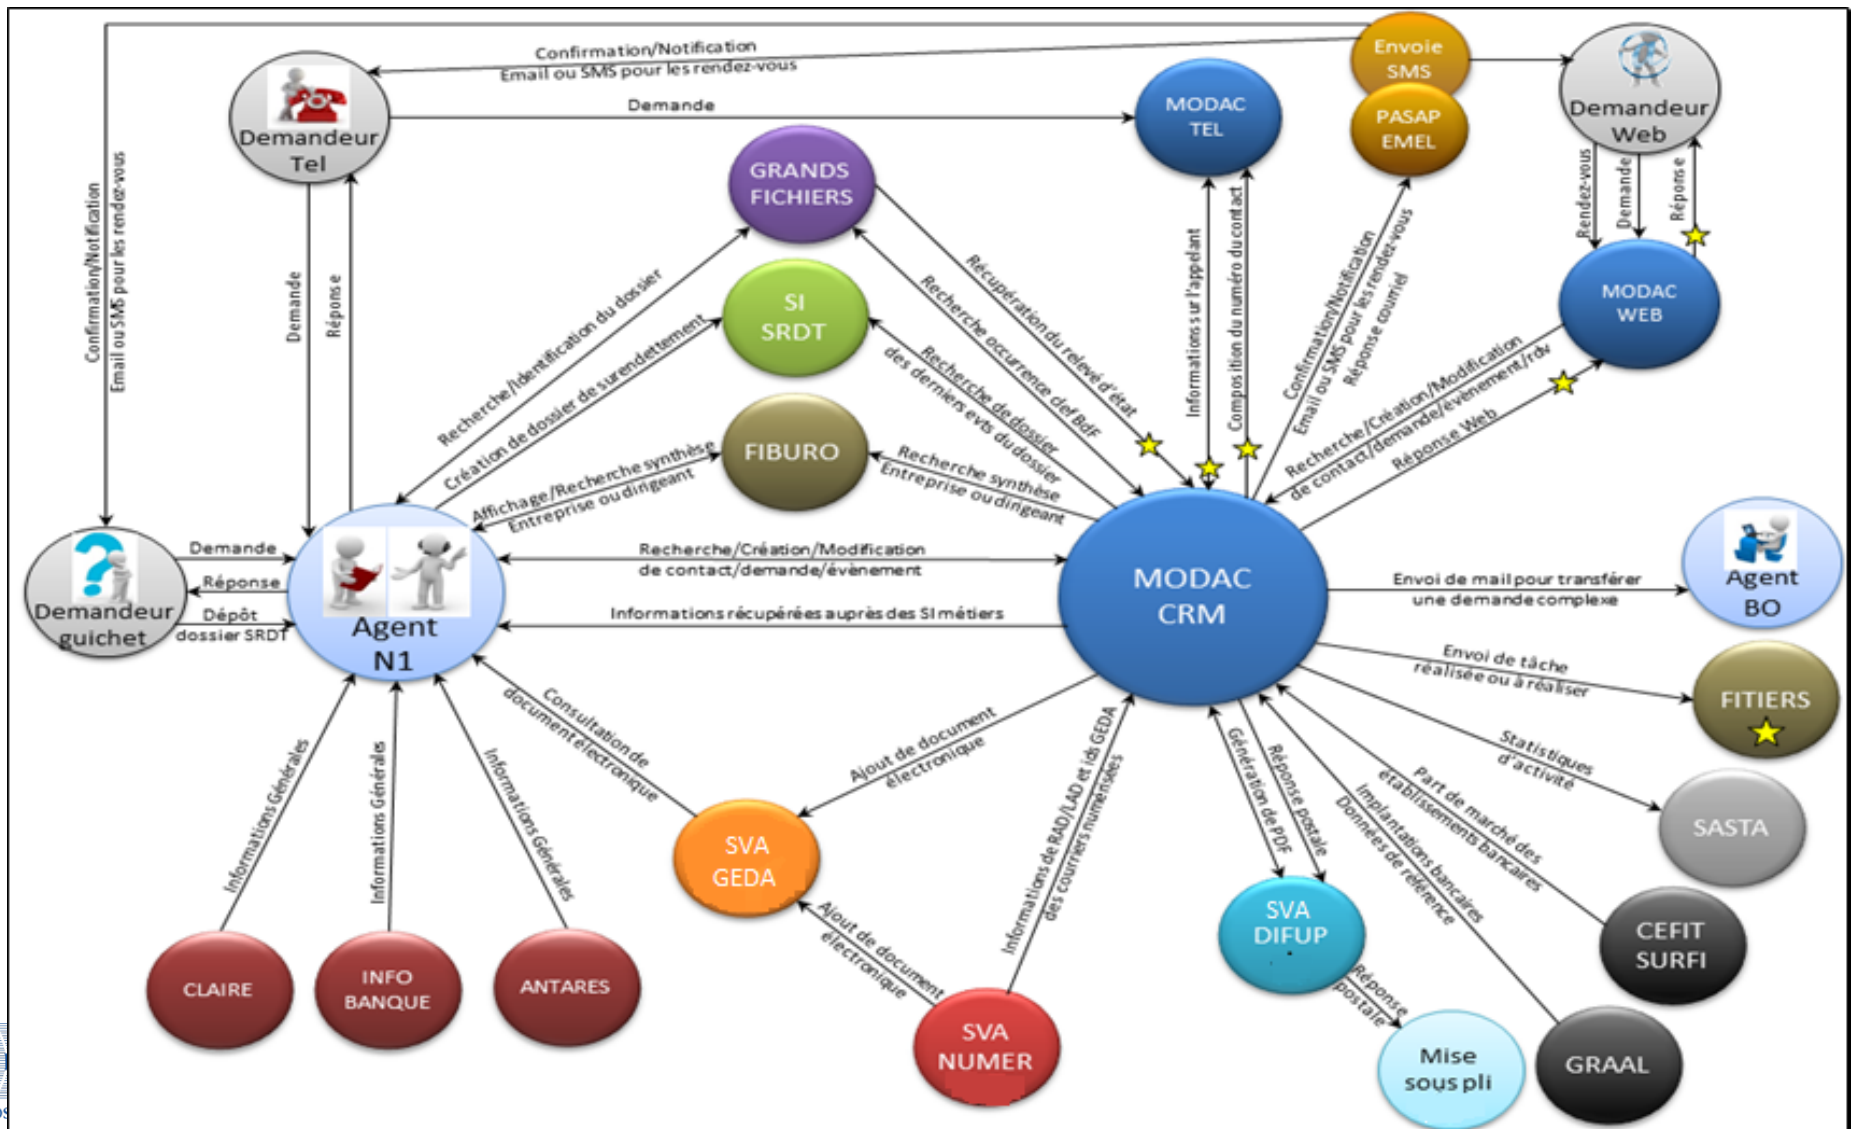 Confirmation/Notification
Email ou SMS pour les rendez-vous
Envoie
SMS
PASAP
EMEL
Demandeur
Web
Demandeur
Tel
Demande
MODAC
TEL
GRANDS
FICHIERS
Confirmation/Notification
Email ou SMS pour les rendez-vous
Demande
Réponse
Rendez-vous
Demande
Réponse
MODAC
WEB
SI
SRDT
FIBURO
Recherche/Identification du dossier
Création de dossier de surendettement
Affichage/Recherche synthèse
Entreprise ou dirigeant
Récupération du relevé d'état
Recherche occurrence clef BdF
Recherche de dossier
des derniers evts du dossier
Recherche synthèse
Entreprise ou dirigeant
Informations sur l'appelant
Composition du numéro du contact
Confirmation/Notification
Email ou SMS pour les rendez-vous
Réponse courriel
Recherche/Création/Modification
de contact/demande/évènement/rdv
Réponse Web
Demande
Réponse
Dépôt
dossier SRDT
Demandeur
guichet
Agent
N1
Recherche/Création/Modification
de contact/demande/évènement
Informations récupérées auprès des SI métiers
MODAC
CRM
Envoi de mail pour transférer
une demande complexe
Agent
BO
Envoi de tâche
réalisée ou à réaliser
FITIERS
Statistiques
d'activité
SASTA
Part de marché des
établissements bancaires
CEFIT
SURFI
Implantations bancaires
Données de référence
GRAAL
Génération de PDF
Réponse postale
SVA
DIFUP
Réponse
postale
Mise
sous pli
Ajout de document
électronique
Informations de RAD/LAD et ids GEDA
des courriers numérisées
Consultation de
document électronique
SVA
GEDA
Ajout de document
électronique
SVA
NUMER
Informations Générales
Informations Générales
Informations Générales
CLAIRE
INFO
BANQUE
ANTARES